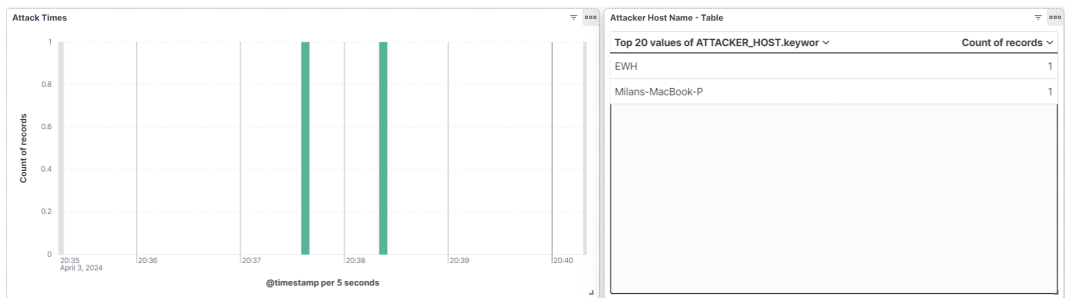 Attack Times
Count of records
1
0.8
0.6
0.4
0.2
0
20:35
April 3, 2024
20:36
20:37
20:38
20:39
20:40
@timestamp per 5 seconds
Attacker Host Name - Table
Top 20 values of ATTACKER_HOST.keywor Count of records
EWH 1
Milans-MacBook-P 1